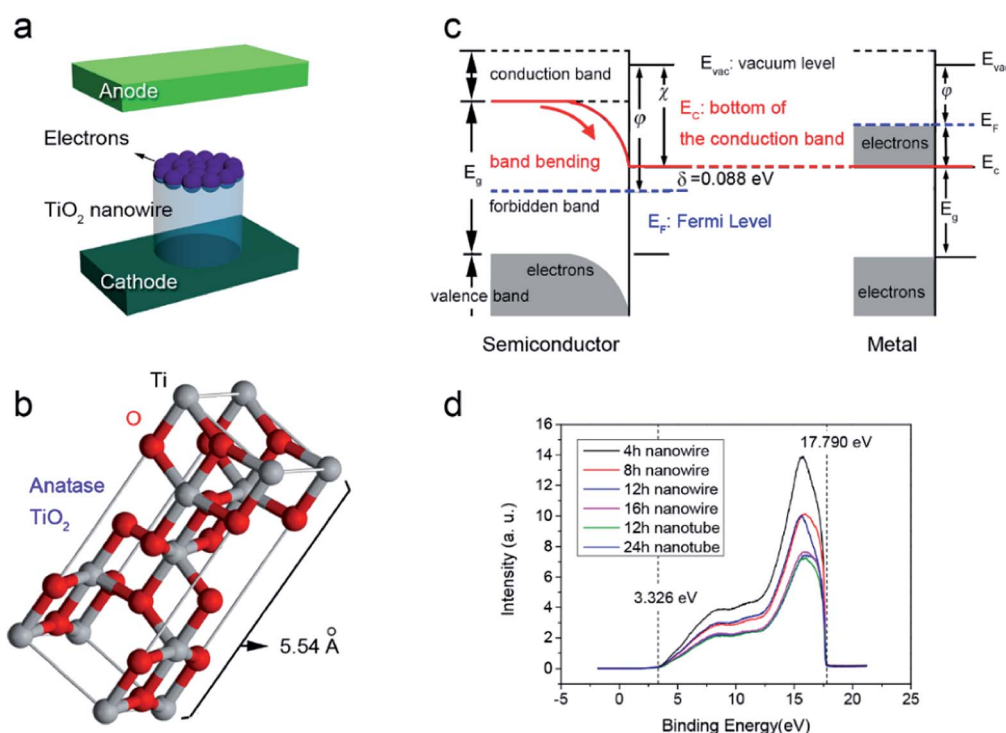 a
Anode
Electrons
TiO2 nanowire
Cathode
b
Ti
O
Anatase
TiO2
5.54 Å
c
conduction band
Eg
band bending
forbidden band
electrons
valence band
φ
χ
Evac: vacuum level
EC: bottom of
the conduction band
δ =0.088 eV
EF: Fermi Level
Semiconductor
Evac
φ
EF
electrons
Ec
Eg
electrons
Metal
d
16
14
12
10
8
6
4
2
0
Intensity (a. u.)
4h nanowire
8h nanowire
12h nanowire
16h nanowire
12h nanotube
24h nanotube
17.790 eV
3.326 eV
-5
0
5
10
15
20
25
Binding Energy(eV)